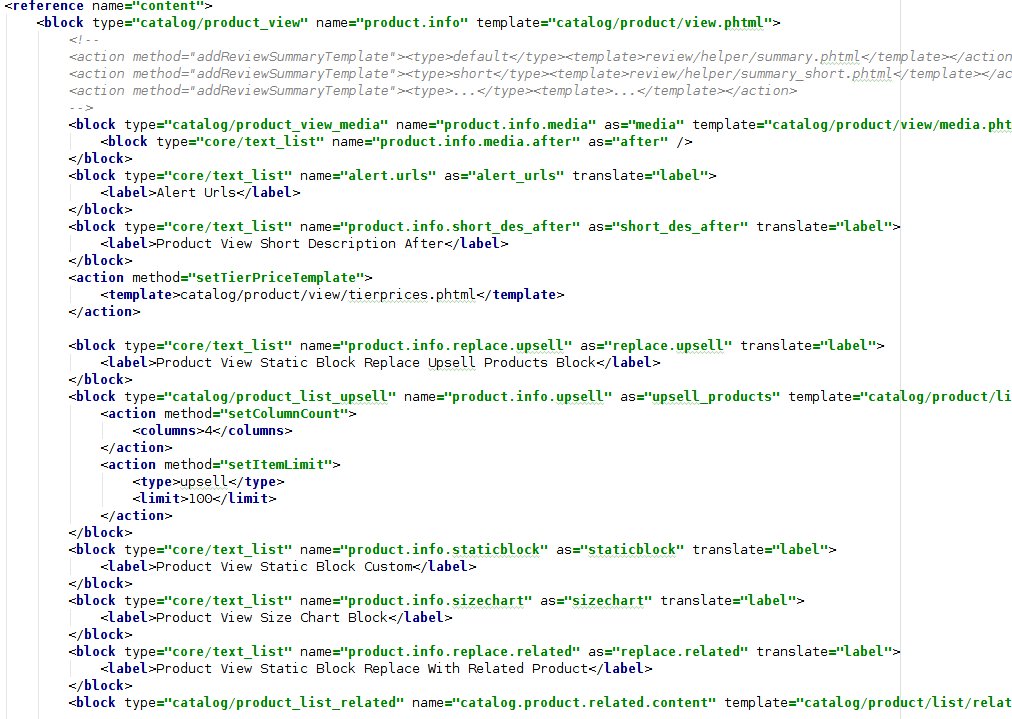 <reference name="content">
<block type="catalog/product_view" name="product.info" template="catalog/product/view.phtml">
<!--
<action method="addReviewSummaryTemplate"><type>default</type><template>review/helper/summary.phtml</template></action
<action method="addReviewSummaryTemplate"><type>short</type><template>review/helper/summary_short.phtml</template></ac
<action method="addReviewSummaryTemplate"><type>...</type><template>...</template></action>
-->
<block type="catalog/product_view_media" name="product.info.media" as="media" template="catalog/product/view/media.pht
<block type="core/text_list" name="product.info.media.after" as="after" />
</block>
<block type="core/text_list" name="alert.urls" as="alert_urls" translate="label">
<label>Alert Urls</label>
</block>
<block type="core/text_list" name="product.info.short_des_after" as="short_des_after" translate="label">
<label>Product View Short Description After</label>
</block>
<action method="setTierPriceTemplate">
<template>catalog/product/view/tierprices.phtml</template>
</action>
<block type="core/text_list" name="product.info.replace.upsell" as="replace.upsell" translate="label">
<label>Product View Static Block Replace Upsell Products Block</label>
</block>
<block type="catalog/product_list_upsell" name="product.info.upsell" as="upsell_products" template="catalog/product/li
<action method="setColumnCount">
<columns>4</columns>
</action>
<action method="setItemLimit">
<type>upsell</type>
<limit>100</limit>
</action>
</block>
<block type="core/text_list" name="product.info.staticblock" as="staticblock" translate="label">
<label>Product View Static Block Custom</label>
</block>
<block type="core/text_list" name="product.info.sizechart" as="sizechart" translate="label">
<label>Product View Size Chart Block</label>
</block>
<block type="core/text_list" name="product.info.replace.related" as="replace.related" translate="label">
<label>Product View Static Block Replace With Related Product</label>
</block>
<block type="catalog/product_list_related" name="catalog.product.related.content" template="catalog/product/list/relat